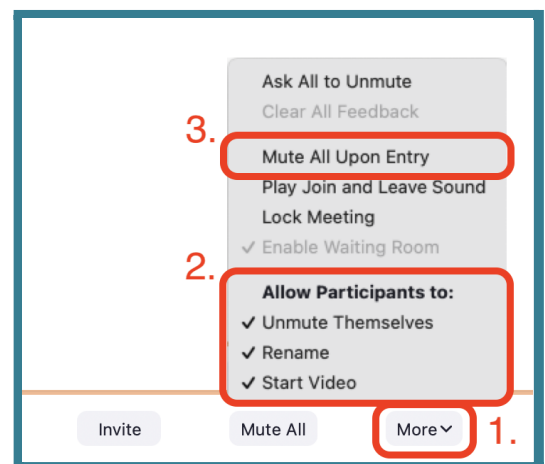 Ask All to Unmute
Clear All Feedback
3.
Mute All Upon Entry
Play Join and Leave Sound
Lock Meeting
✓ Enable Waiting Room
2.
Allow Participants to:
✓ Unmute Themselves
✓ Rename
✓ Start Video
Invite Mute All More 1.